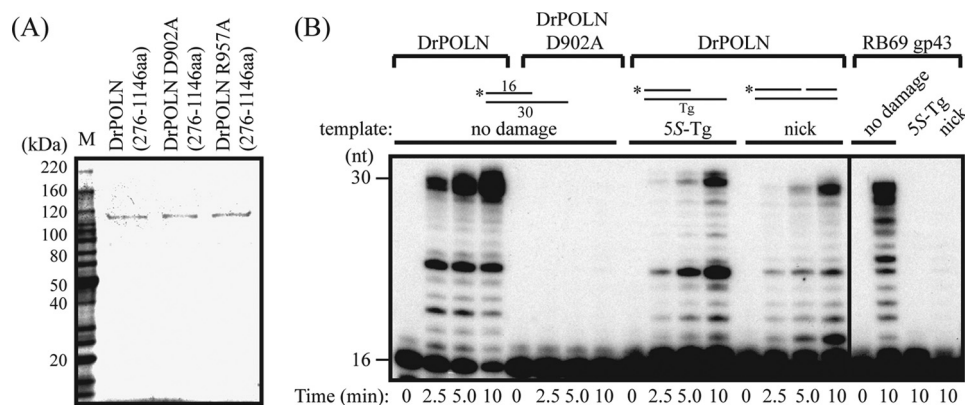 (A)
DrPOLN
(276-1146aa)
DrPOLN D902A
(276-1146aa)
DrPOLN R957A
(276-1146aa)
(kDa)
M
220
160
120
100
80
50
40
20
(B)
DrPOLN
DrPOLN
D902A
DrPOLN
RB69 gp43
* 16
30
*
Tg
*
no damage
5S-Tg
nick
template:
no damage
5S-Tg
nick
(nt)
30
16
Time (min): 0 2.5 5.0 10 0 2.5 5.0 10 0 2.5 5.0 10 0 2.5 5.0 10 0 10 10 10